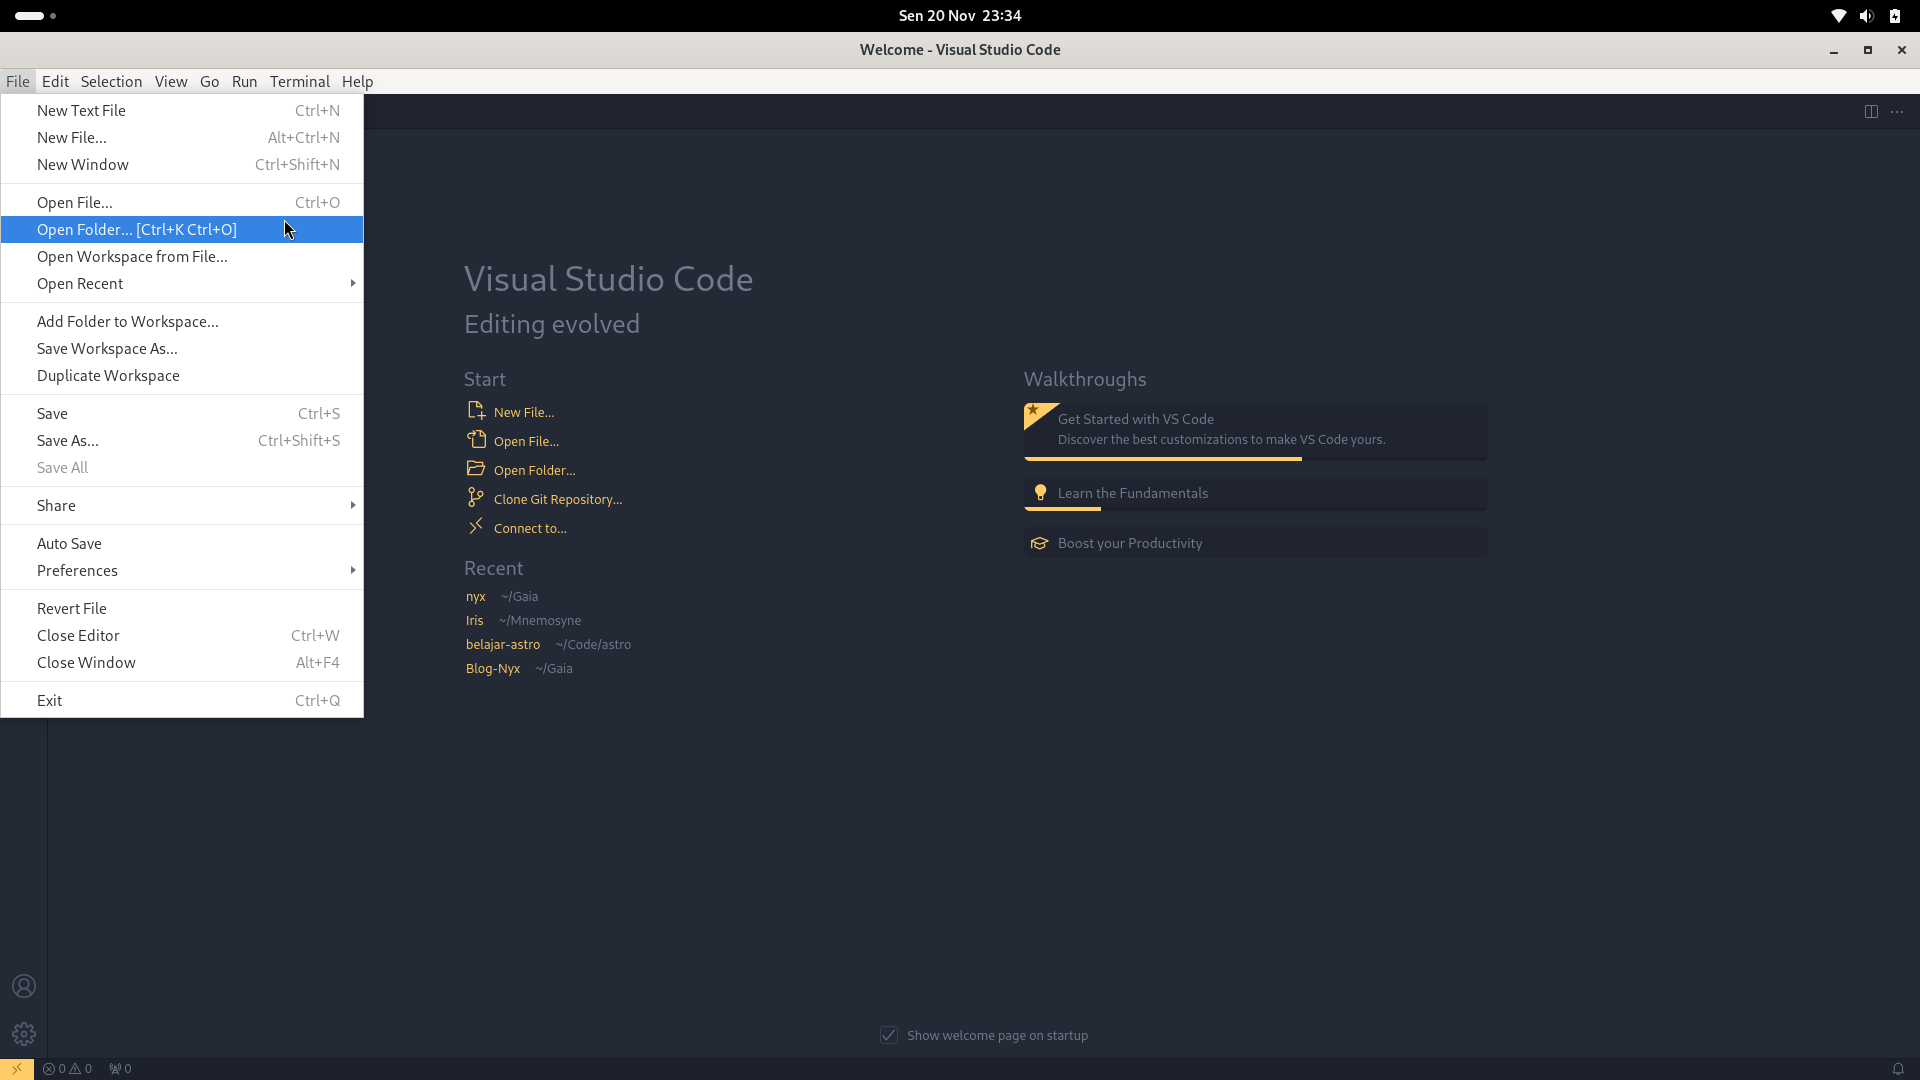 Sen 20 Nov 23:34
Welcome - Visual Studio Code
File Edit Selection View Go Run Terminal Help
New Text File Ctrl+N
New File... Alt+Ctrl+N
New Window Ctrl+Shift+N
Open File... Ctrl+O
Open Folder... [Ctrl+K Ctrl+O]
Open Workspace from File...
Open Recent
Add Folder to Workspace...
Save Workspace As...
Duplicate Workspace
Save Ctrl+S
Save As... Ctrl+Shift+S
Save All
Share
Auto Save
Preferences
Revert File
Close Editor Ctrl+W
Close Window Alt+F4
Exit Ctrl+Q
Visual Studio Code
Editing evolved
Start
New File...
Open File...
Open Folder...
Clone Git Repository...
Connect to...
Recent
nyx ~/Gaia
Iris ~/Mnemosyne
belajar-astro ~/Code/astro
Blog-Nyx ~/Gaia
Walkthroughs
Get Started with VS Code
Discover the best customizations to make VS Code yours.
Learn the Fundamentals
Boost your Productivity
Show welcome page on startup
0 0 0